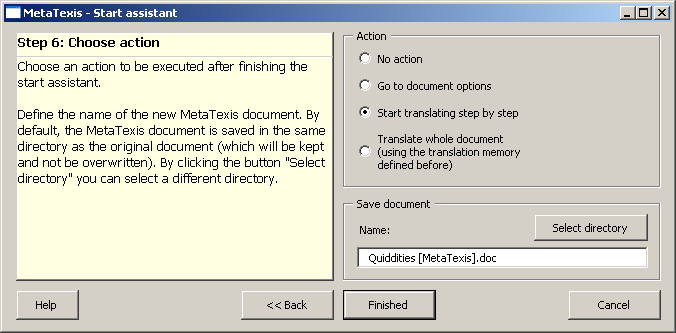 MetaTexis - Start assistant
Step 6: Choose action
Choose an action to be executed after finishing the
start assistant.
Define the name of the new MetaTexis document. By
default, the MetaTexis document is saved in the same
directory as the original document (which will be kept
and not be overwritten). By clicking the button "Select
directory" you can select a different directory.
Action
No action
Go to document options
Start translating step by step
Translate whole document
(using the translation memory
defined before)
Save document
Name:
Select directory
Quiddities [MetaTexis].doc
Help
<< Back
Finished
Cancel